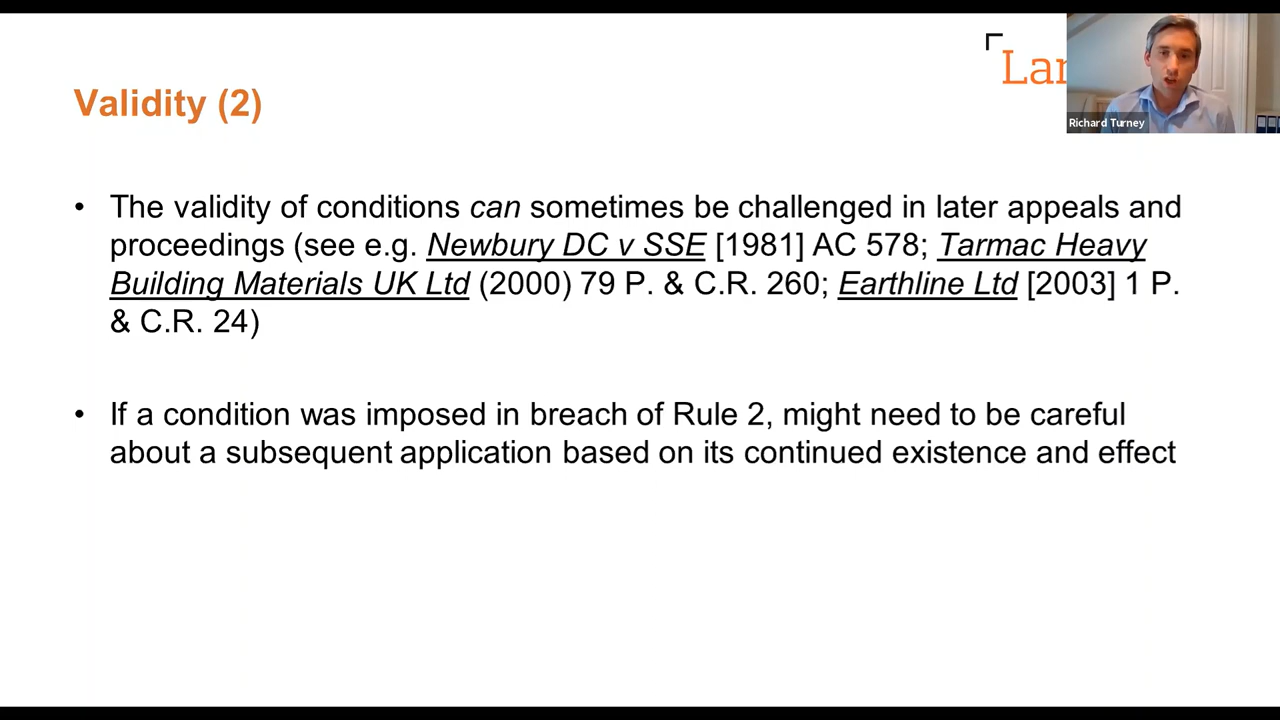 Lan
Richard Turney
Validity (2)
• The validity of conditions can sometimes be challenged in later appeals and
proceedings (see e.g. Newbury DC v SSE [1981] AC 578; Tarmac Heavy
Building Materials UK Ltd (2000) 79 P. & C.R. 260; Earthline Ltd [2003] 1 P.
& C.R. 24)
• If a condition was imposed in breach of Rule 2, might need to be careful
about a subsequent application based on its continued existence and effect